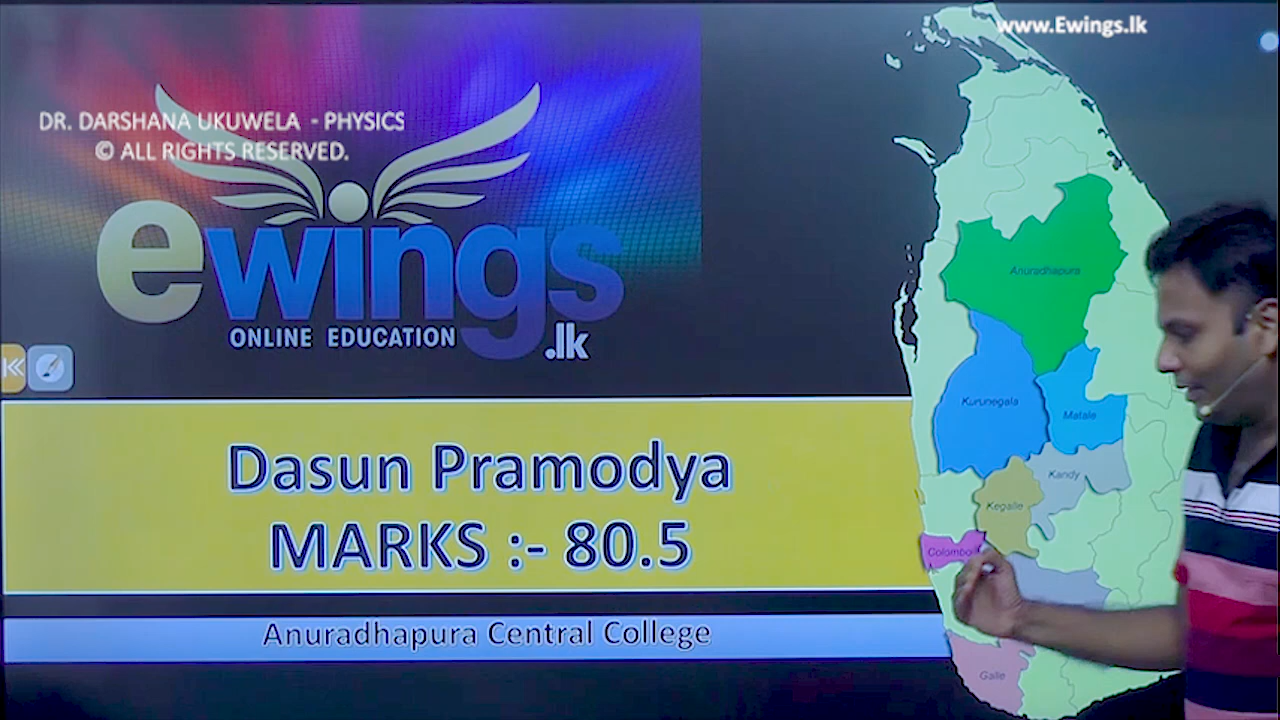 www.Ewings.lk
DR. DARSHANA UKUWELA - PHYSICS
© ALL RIGHTS RESERVED.
ewings
ONLINE EDUCATION
.lk
Anuradhapura
Kurunegala
Matale
Kandy
Kegalle
Colombo
Galle
Dasun Pramodya
MARKS :- 80.5
Anuradhapura Central College